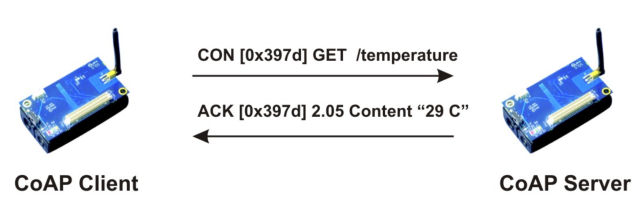 CON [0x397d] GET /temperature
ACK [0x397d] 2.05 Content “29 C”
CoAP Client
CoAP Server